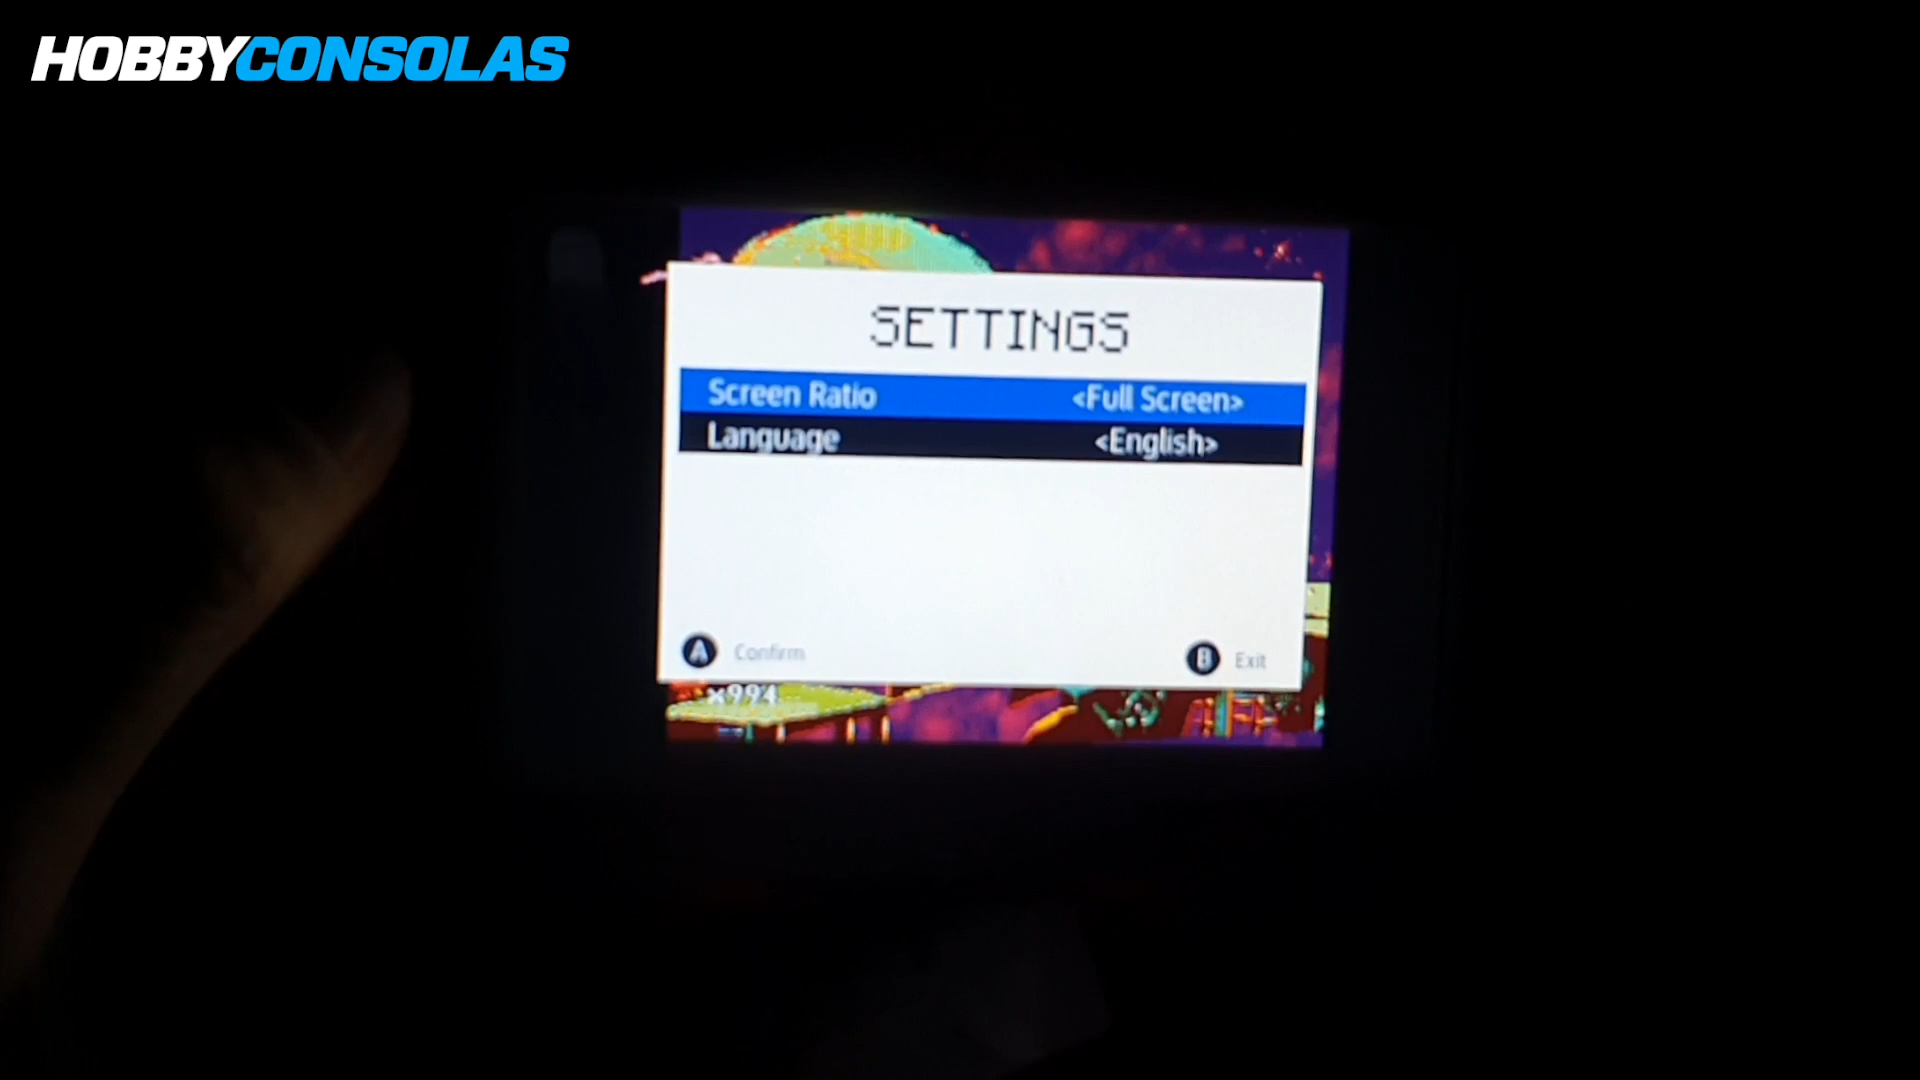 HOBBYCONSOLAS
SETTINGS
Screen Ratio <Full Screen>
Language <English>
A Confirm B Exit
x994